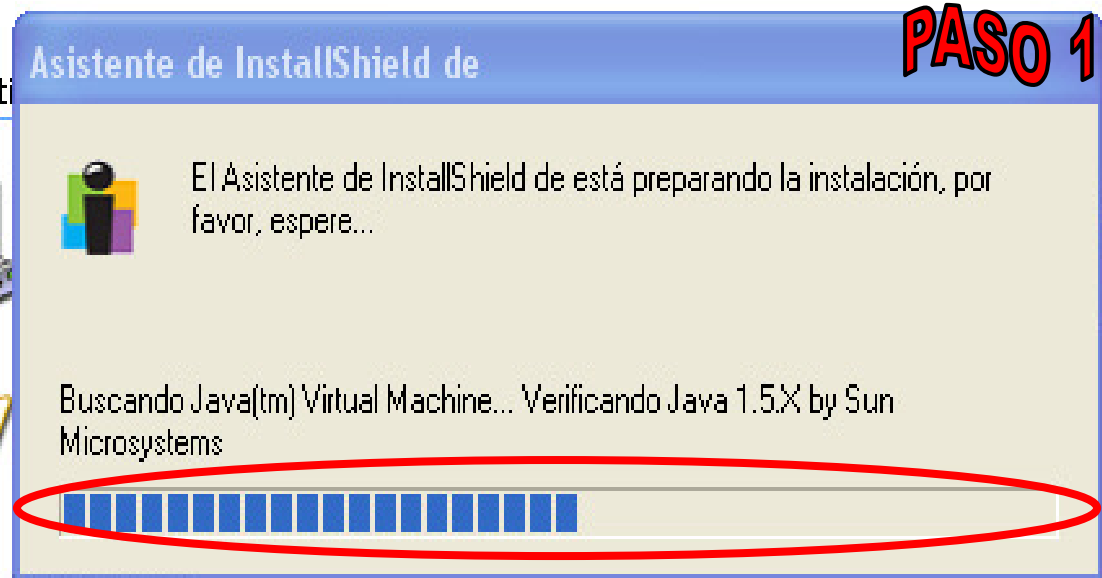 PASO 1
Asistente de InstallShield de
ti
El Asistente de InstallShield de está preparando la instalación, por
favor, espere...
Buscando Java(tm) Virtual Machine... Verificando Java 1.5.X by Sun
Microsystems